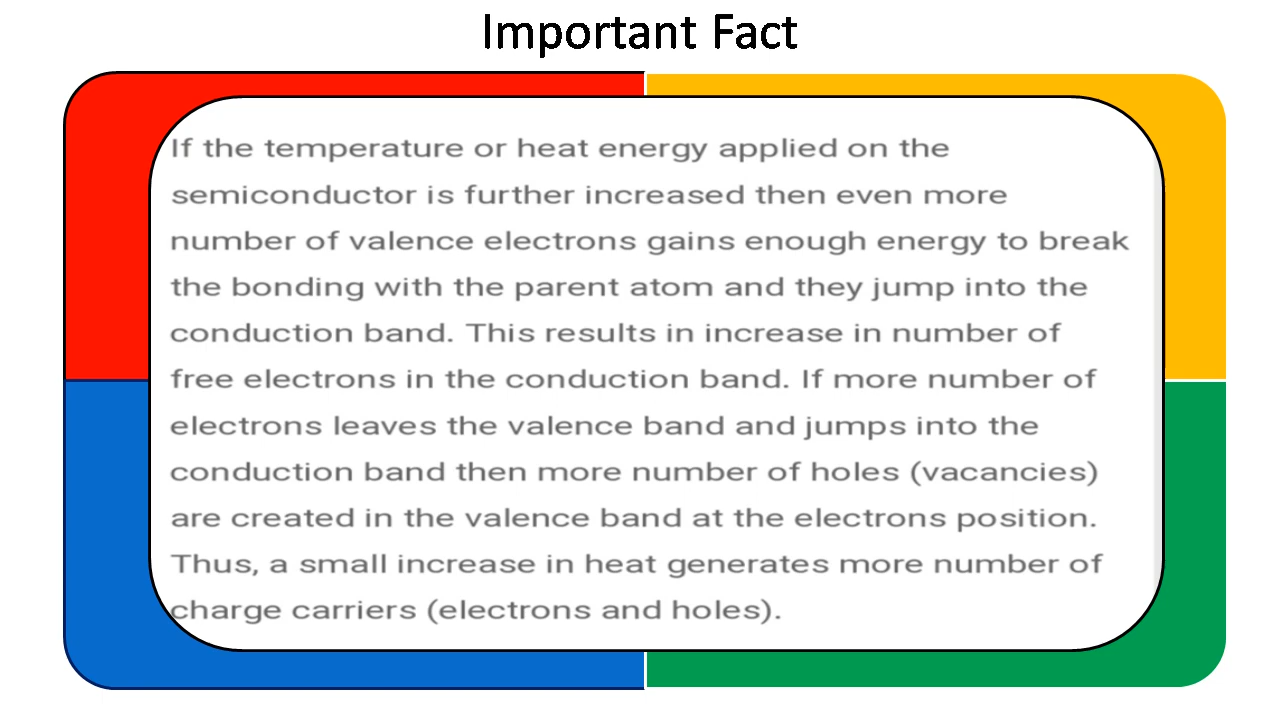 Important Fact
If the temperature or heat energy applied on the
semiconductor is further increased then even more
number of valence electrons gains enough energy to break
the bonding with the parent atom and they jump into the
conduction band. This results in increase in number of
free electrons in the conduction band. If more number of
electrons leaves the valence band and jumps into the
conduction band then more number of holes (vacancies)
are created in the valence band at the electrons position.
Thus, a small increase in heat generates more number of
charge carriers (electrons and holes).